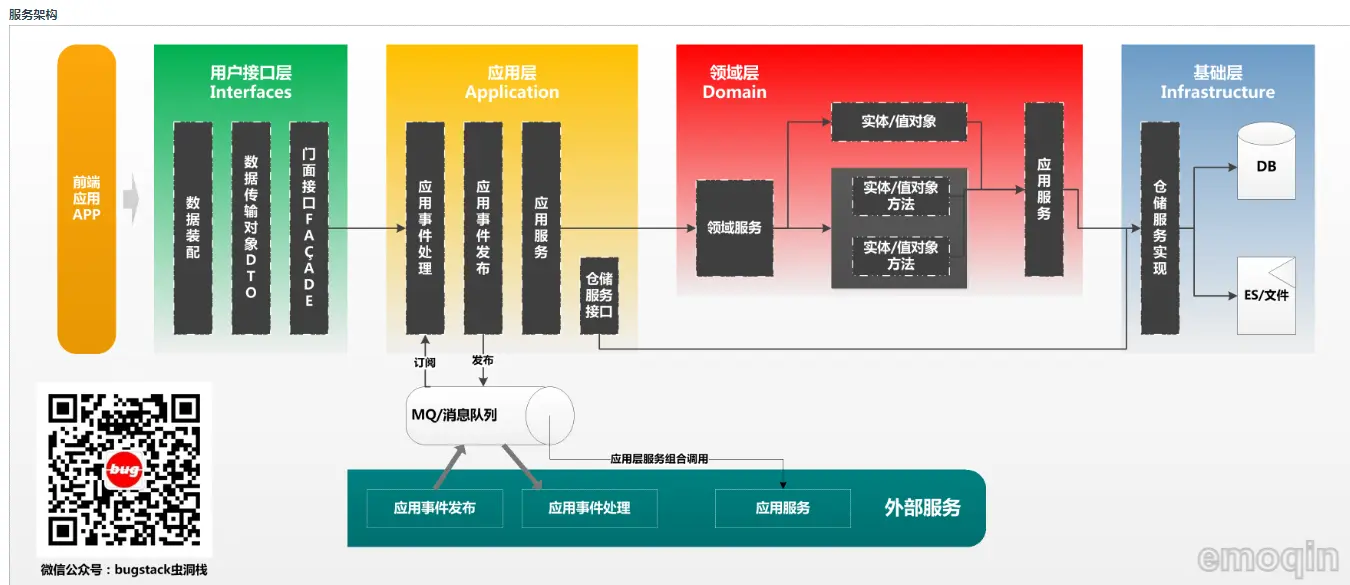 服务架构
前端
应用
APP
用户接口层
Interfaces
数据装配
数据传输对象DTO
门面接口FAÇADE
应用层
Application
应用事件处理
应用事件发布
应用服务
仓储
服务
接口
领域层
Domain
领域服务
实体/值对象
实体/值对象
方法
实体/值对象
方法
应用服务
基础层
Infrastructure
仓储服务实现
DB
ES/文件
订阅
发布
MQ/消息队列
应用层服务组合调用
应用事件发布
应用事件处理
应用服务
外部服务
bug
微信公众号：bugstack虫洞栈
emoqin